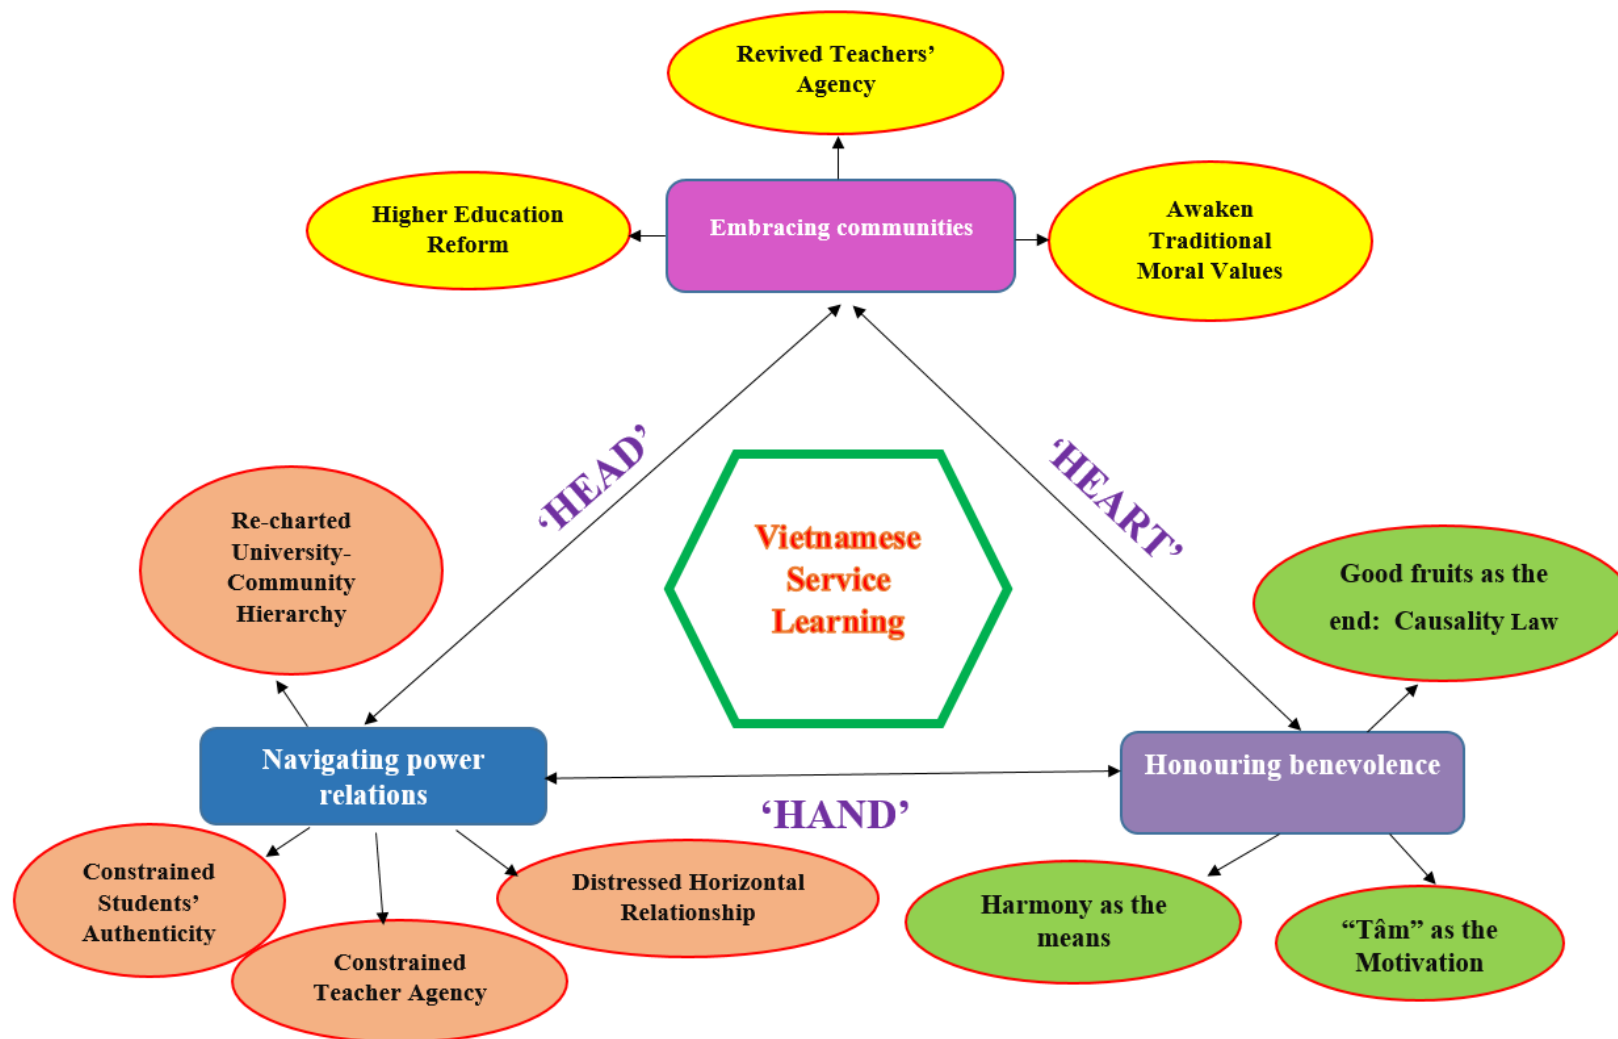 Revived Teachers’
Agency
Higher Education
Reform
Embracing communities
Awaken
Traditional
Moral Values
‘HEAD’
‘HEART’
Re-charted
University-
Community
Hierarchy
Vietnamese
Service
Learning
Good fruits as the
end: Causality Law
Navigating power
relations
Honouring benevolence
‘HAND’
Constrained
Students’
Authenticity
Distressed Horizontal
Relationship
Constrained
Teacher Agency
Harmony as the
means
“Tâm” as the
Motivation